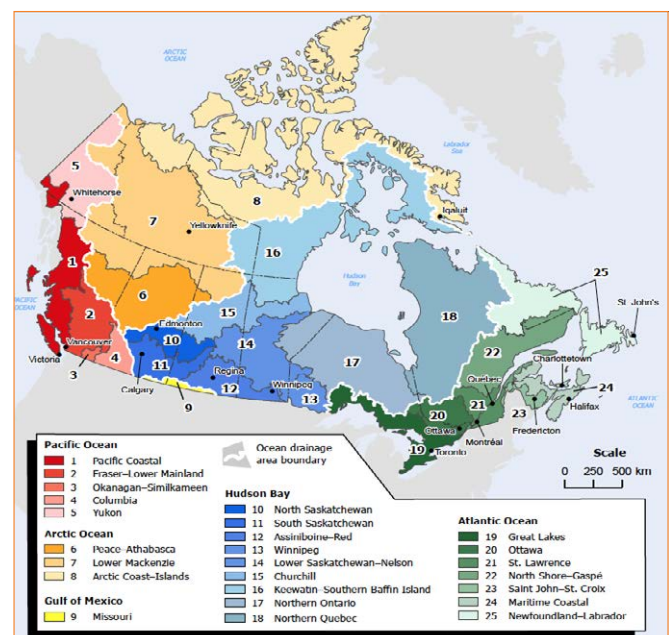 ARCTIC
OCEAN
Labrador
Sea
5
Whitehorse
8
Iqaluit
7
Yellowknife
16
1
Hudson
Bay
25
PACIFIC
OCEAN
2
6
15
18
St. John's
Edmonton
10
14
22
Vancouver
Charlottetown
Victoria
4
11
17
Québec
24
3
Regina
Calgary
12
Winnipeg
13
20
21
Halifax
ATLANTIC
OCEAN
9
Ottawa
23
Fredericton
Montréal
19
Toronto
Scale
0 250 500 km
Ocean drainage
area boundary
Pacific Ocean
1 Pacific Coastal
2 Fraser–Lower Mainland
3 Okanagan–Similkameen
4 Columbia
5 Yukon
Arctic Ocean
6 Peace–Athabasca
7 Lower Mackenzie
8 Arctic Coast–Islands
Gulf of Mexico
9 Missouri
Hudson Bay
10 North Saskatchewan
11 South Saskatchewan
12 Assiniboine–Red
13 Winnipeg
14 Lower Saskatchewan–Nelson
15 Churchill
16 Keewatin–Southern Baffin Island
17 Northern Ontario
18 Northern Quebec
Atlantic Ocean
19 Great Lakes
20 Ottawa
21 St. Lawrence
22 North Shore–Gaspé
23 Saint John–St. Croix
24 Maritime Coastal
25 Newfoundland–Labrador